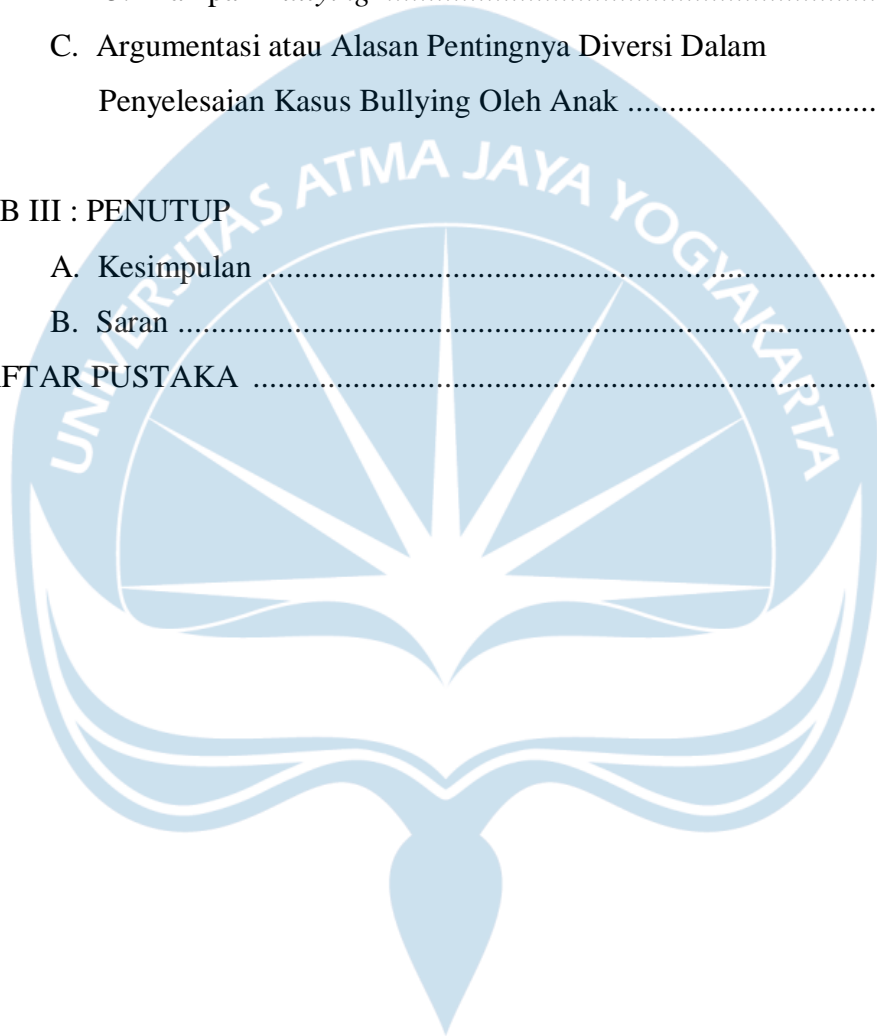 C. Argumentasi atau Alasan Pentingnya Diversi Dalam
Penyelesaian Kasus Bullying Oleh Anak ............................
B III : PENUTUP
A. Kesimpulan ....................................................................
B. Saran .............................................................................
FTAR PUSTAKA .....................................................................
UNIVERSITAS ATMA JAYA YOGYAKARTA